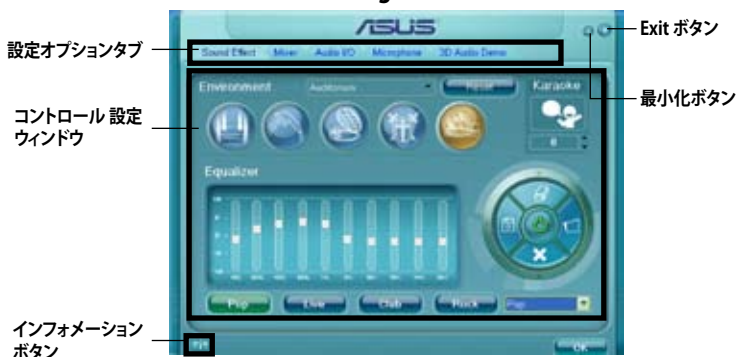 ASUS
Exit ボタン
設定オプションタブ
Sound Effect Mixer Audio I/O Microphone 3D Audio Demo
最小化ボタン
Environment Auditorium Reset Karaoke
コントロール 設定
ウィンドウ
0
Equalizer
Pop Live Club Rock Pop
インフォメーション
ボタン
OK